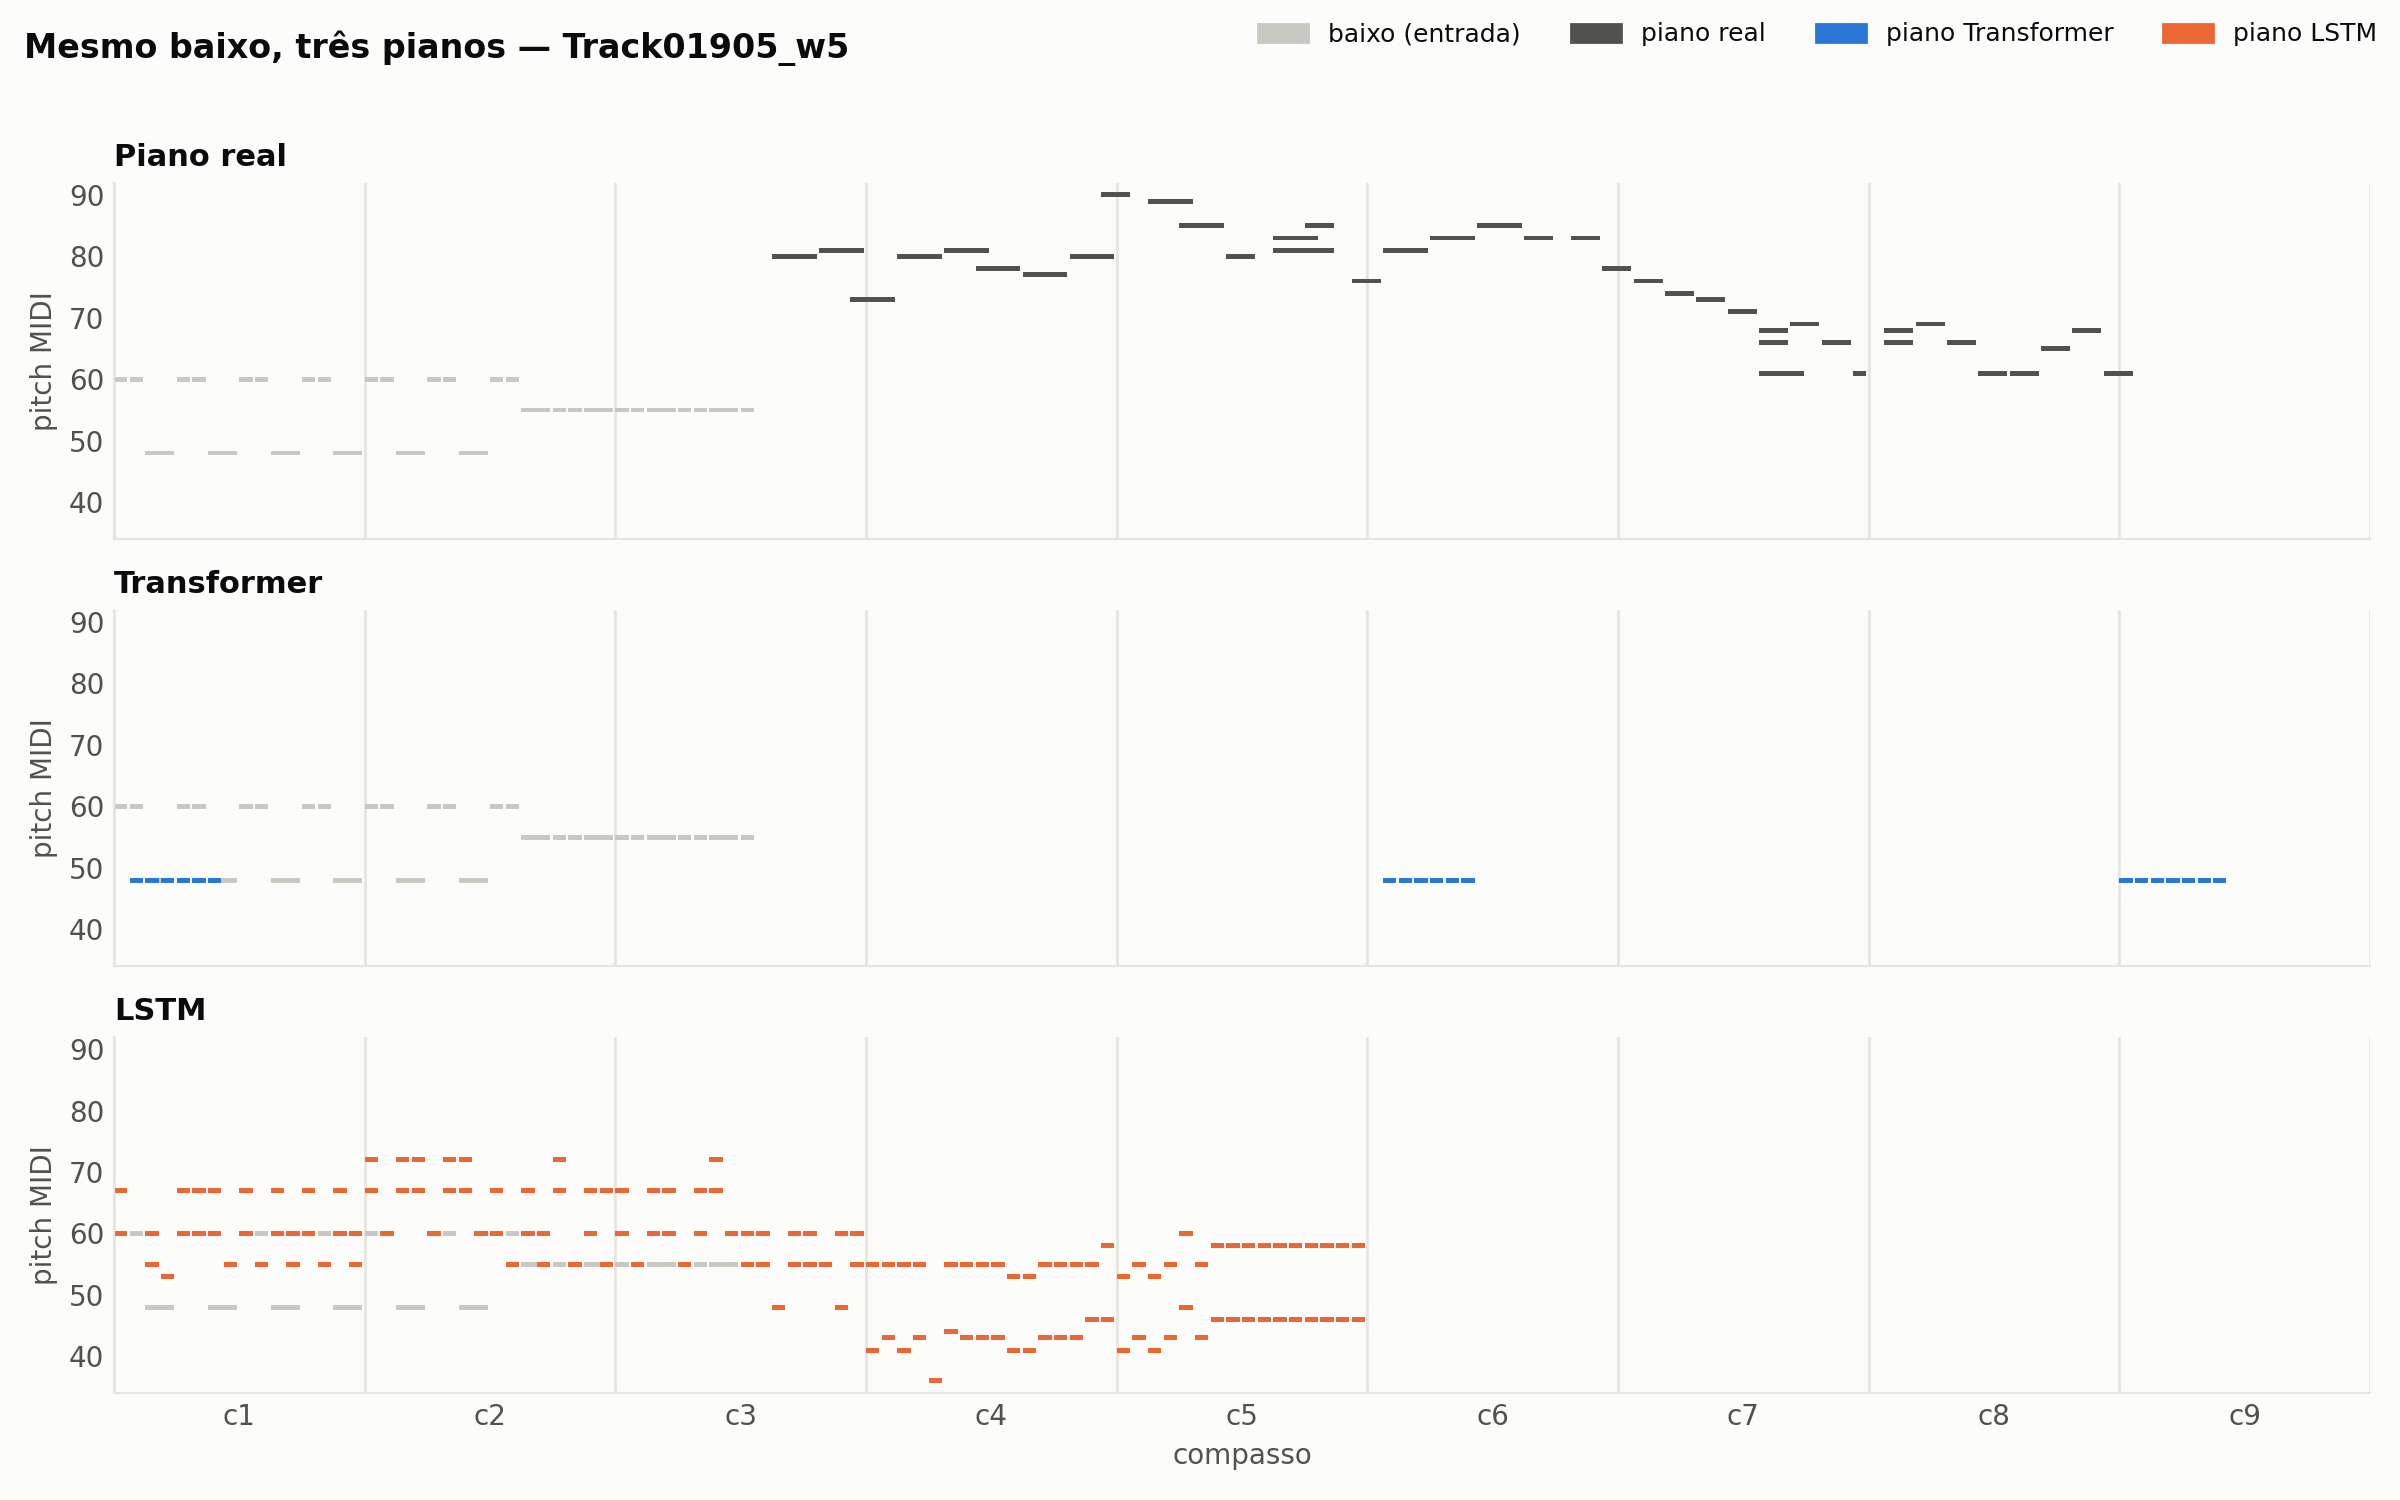 Mesmo baixo, três pianos — Track01905_w5
baixo (entrada) piano real piano Transformer piano LSTM
Piano real
90
80
70
60
50
40
pitch MIDI
Transformer
90
80
70
60
50
40
pitch MIDI
LSTM
90
80
70
60
50
40
pitch MIDI
c1 c2 c3 c4 c5 c6 c7 c8 c9
compasso